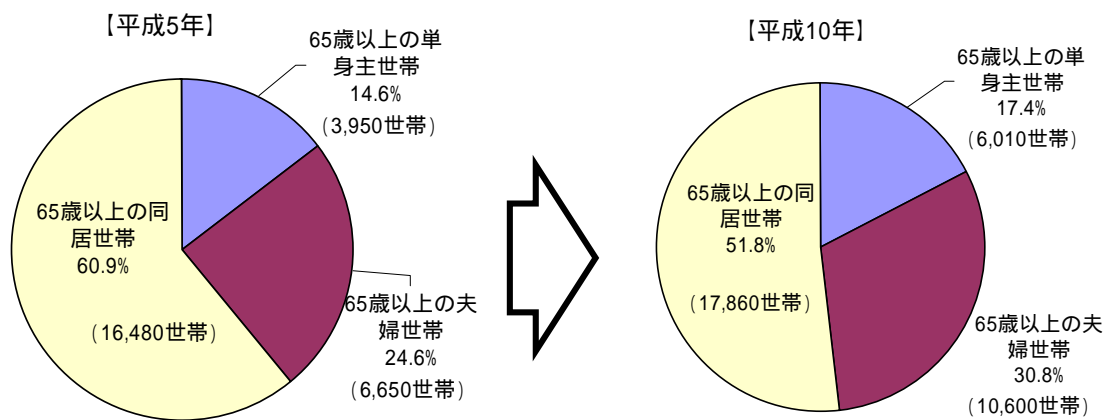 【平成5年】
65歳以上の単
身主世帯
14.6%
(3,950世帯)
65歳以上の同
居世帯
60.9%
(16,480世帯)
65歳以上の夫
婦世帯
24.6%
(6,650世帯)
【平成10年】
65歳以上の単
身主世帯
17.4%
(6,010世帯)
65歳以上の同
居世帯
51.8%
(17,860世帯)
65歳以上の夫
婦世帯
30.8%
(10,600世帯)